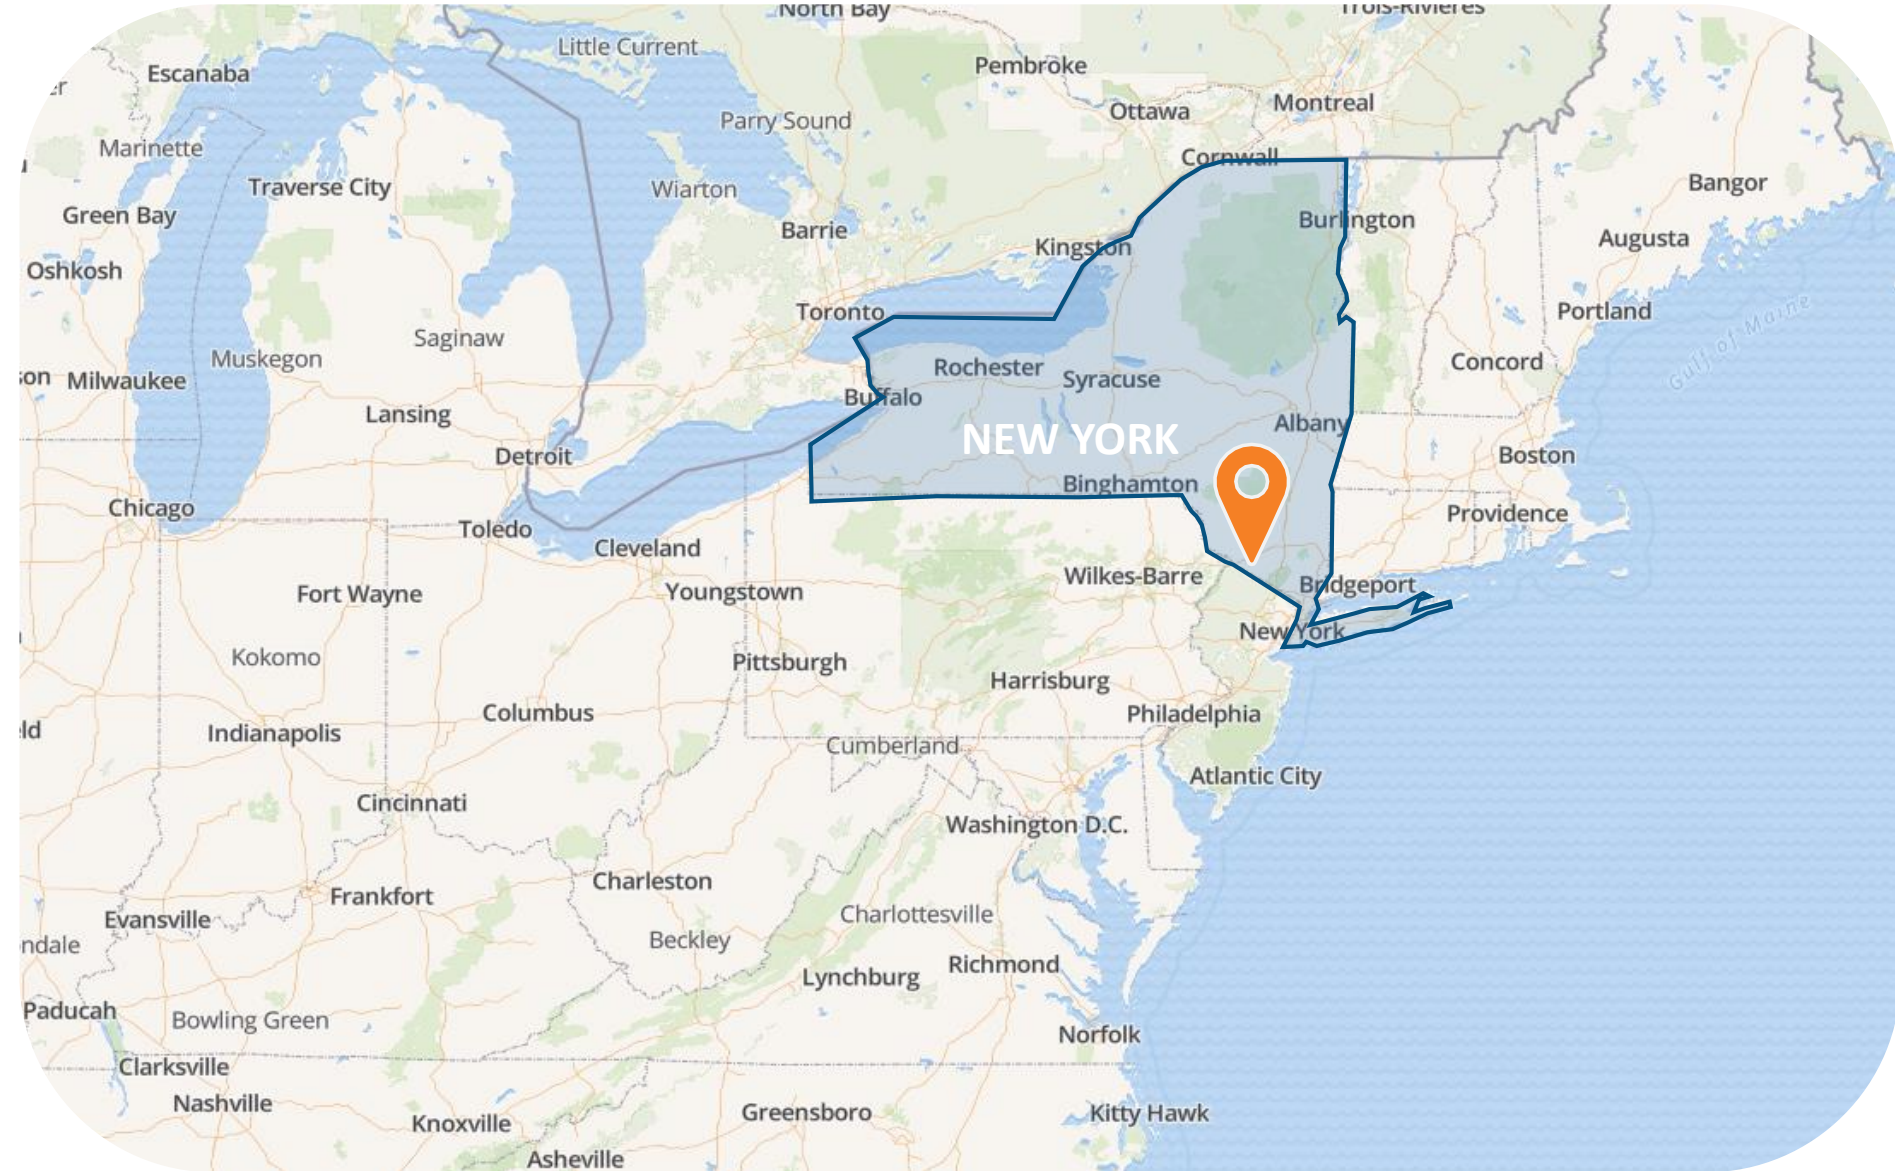 North Bay
Trois-Rivières
Little Current
Escanaba
Pembroke
Ottawa
Montreal
Parry Sound
Marinette
Cornwall
Traverse City
Wiarton
Bangor
Green Bay
Burlington
Barrie
Augusta
Kingston
Oshkosh
Toronto
Portland
Gulf of Maine
Saginaw
Muskegon
Rochester
Syracuse
Concord
Milwaukee
Buffalo
Lansing
Albany
NEW YORK
Detroit
Boston
Binghamton
Chicago
Providence
Toledo
Cleveland
Wilkes-Barre
Bridgeport
Fort Wayne
Youngstown
New York
Kokomo
Pittsburgh
Harrisburg
Columbus
Philadelphia
Indianapolis
Cumberland
Atlantic City
Cincinnati
Washington D.C.
Charleston
Frankfort
Evansville
Charlottesville
Beckley
ndale
Richmond
Lynchburg
Paducah
Bowling Green
Norfolk
Clarksville
Nashville
Greensboro
Kitty Hawk
Knoxville
Asheville